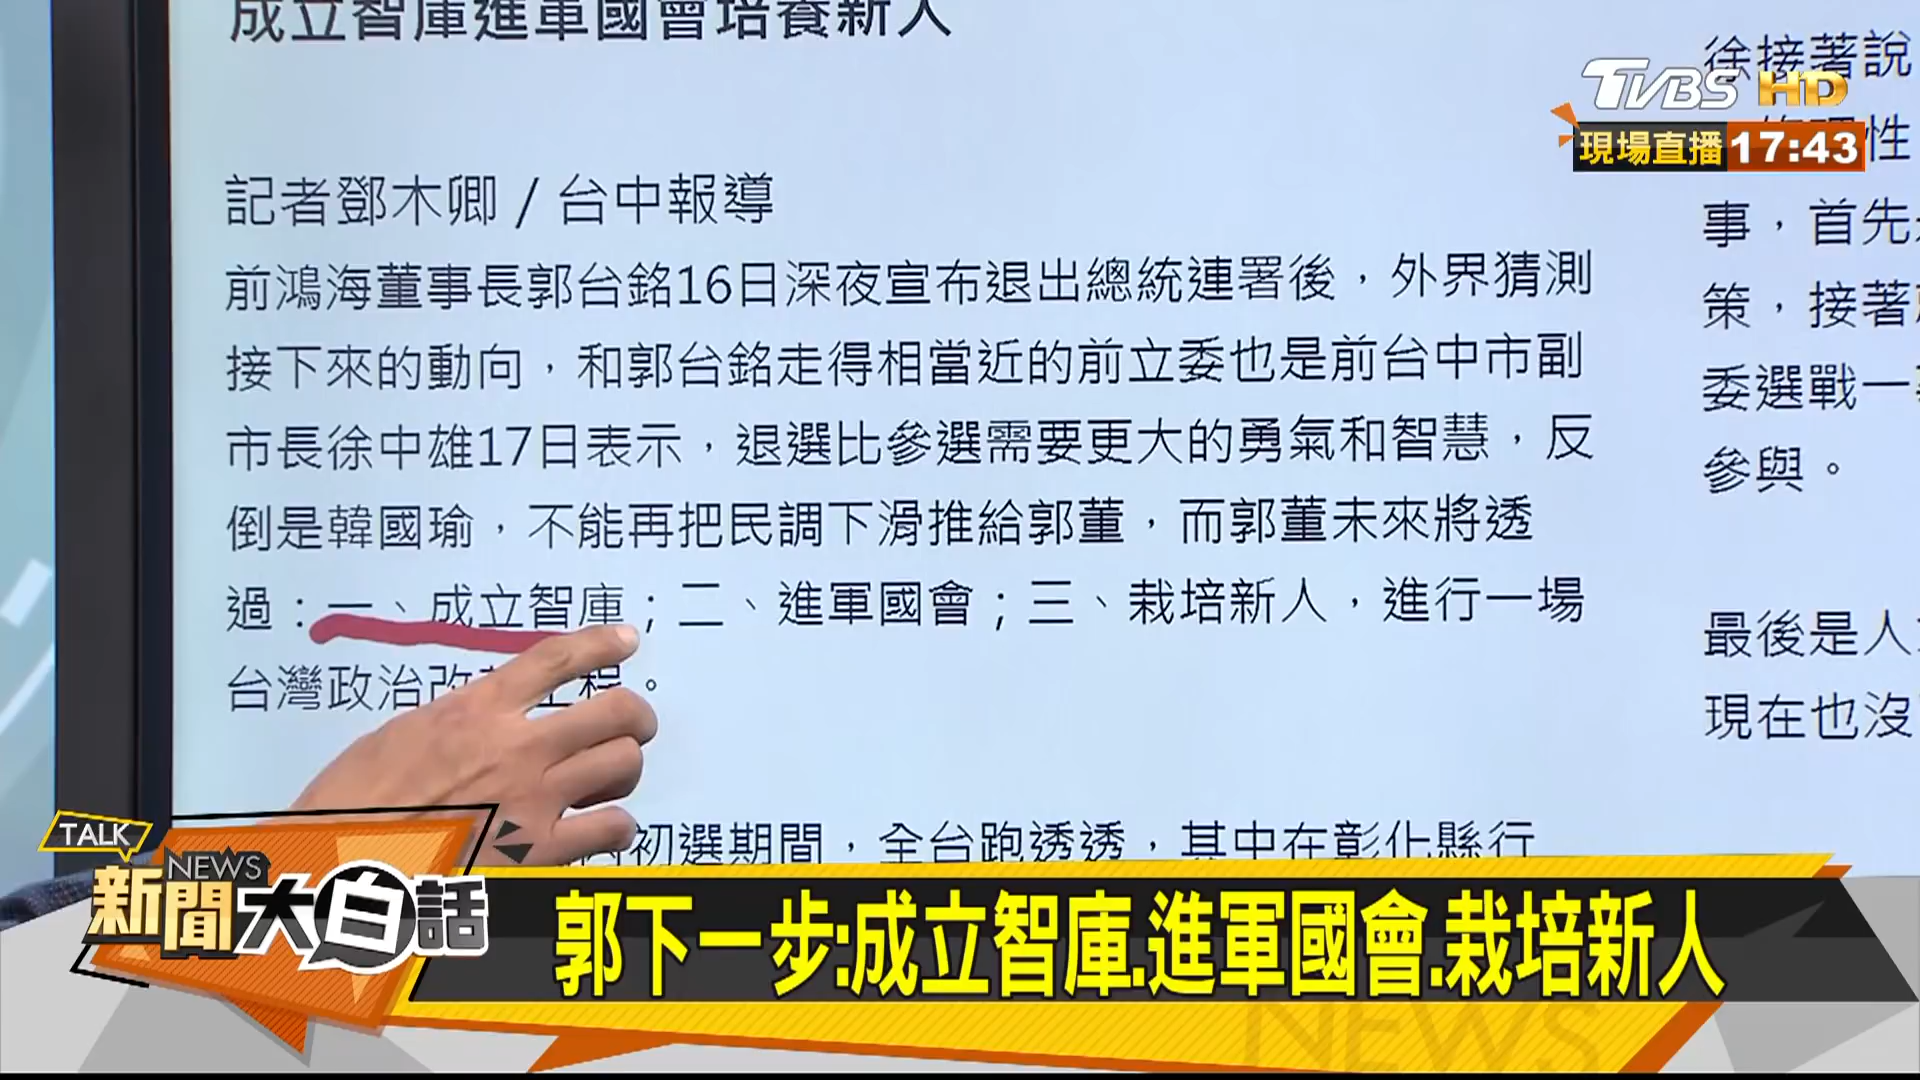 成立智庫進軍國會培養新人
記者鄧木卿 / 台中報導
前鴻海董事長郭台銘16日深夜宣布退出總統連署後，外界猜測
接下來的動向，和郭台銘走得相當近的前立委也是前台中市副
市長徐中雄17日表示，退選比參選需要更大的勇氣和智慧，反
倒是韓國瑜，不能再把民調下滑推給郭董，而郭董未來將透
過：一、成立智庫；二、進軍國會；三、栽培新人，進行一場
台灣政治改 工程。
初選期間，全台跑透透，其中在彰化縣行
徐接著說
性
事，首先
策，接著
委選戰一
參與。
最後是人
現在也沒
TVBS HD
現場直播 17:43
TALK
NEWS
新聞大白話
郭下一步:成立智庫.進軍國會.栽培新人
NEWS